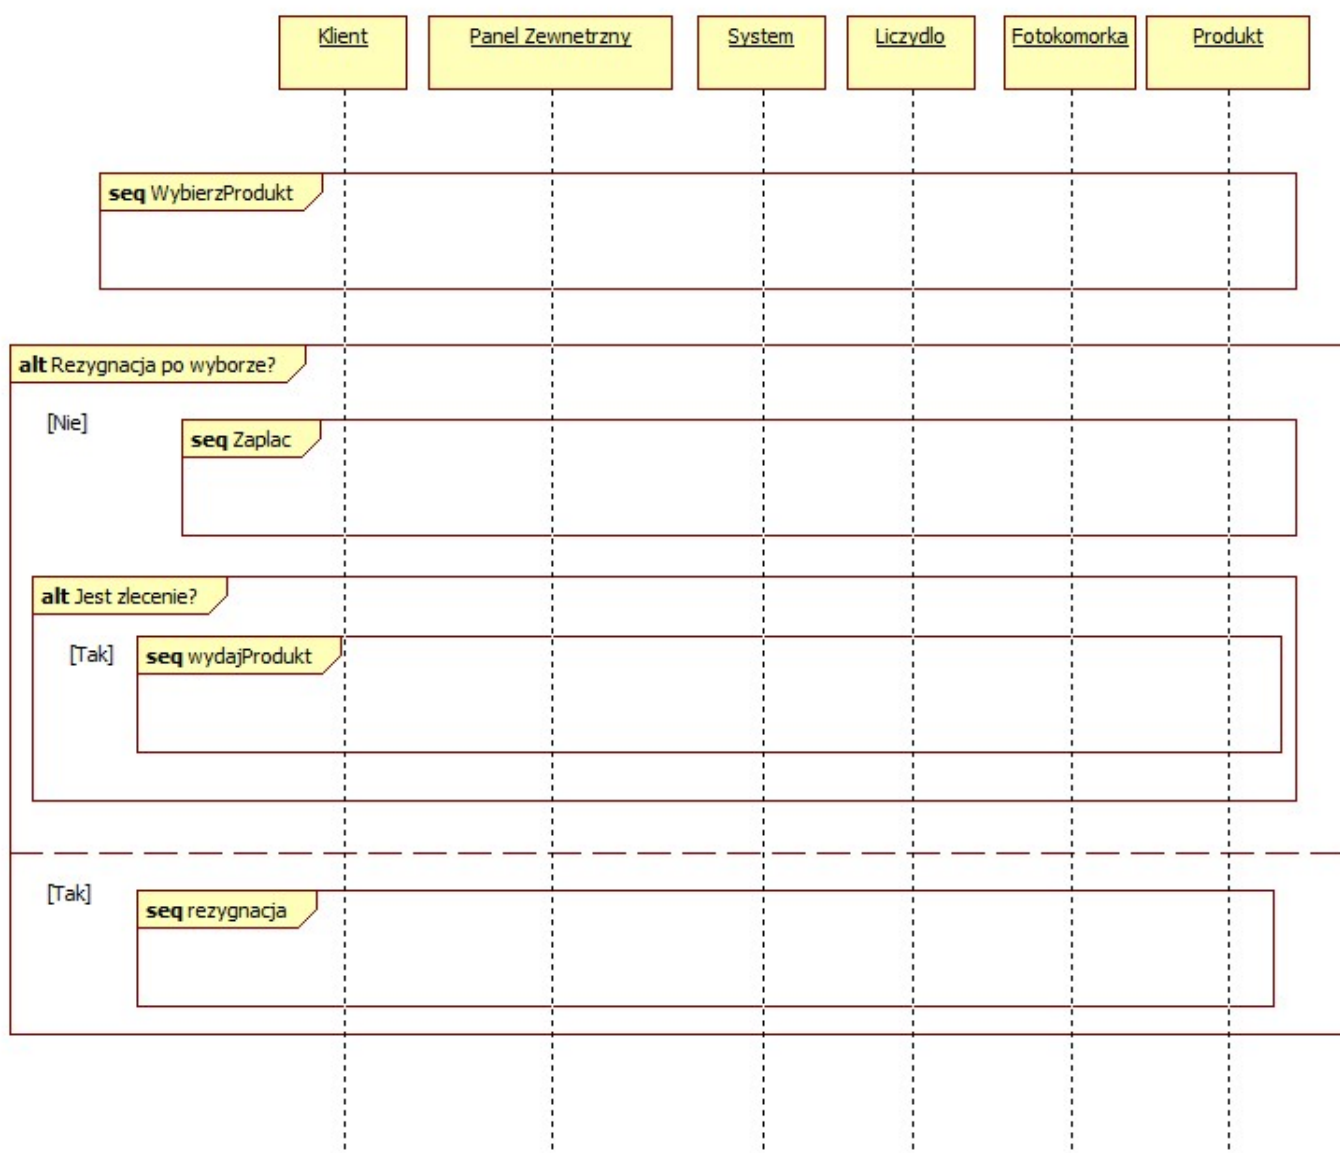 Klient
Panel Zewnetrzny
System
Liczydlo
Fotokomorka
Produkt
seq WybierzProdukt
alt Rezygnacja po wyborze?
[Nie]
seq Zaplac
alt Jest zlecenie?
[Tak]
seq wydajProdukt
[Tak]
seq rezygnacja